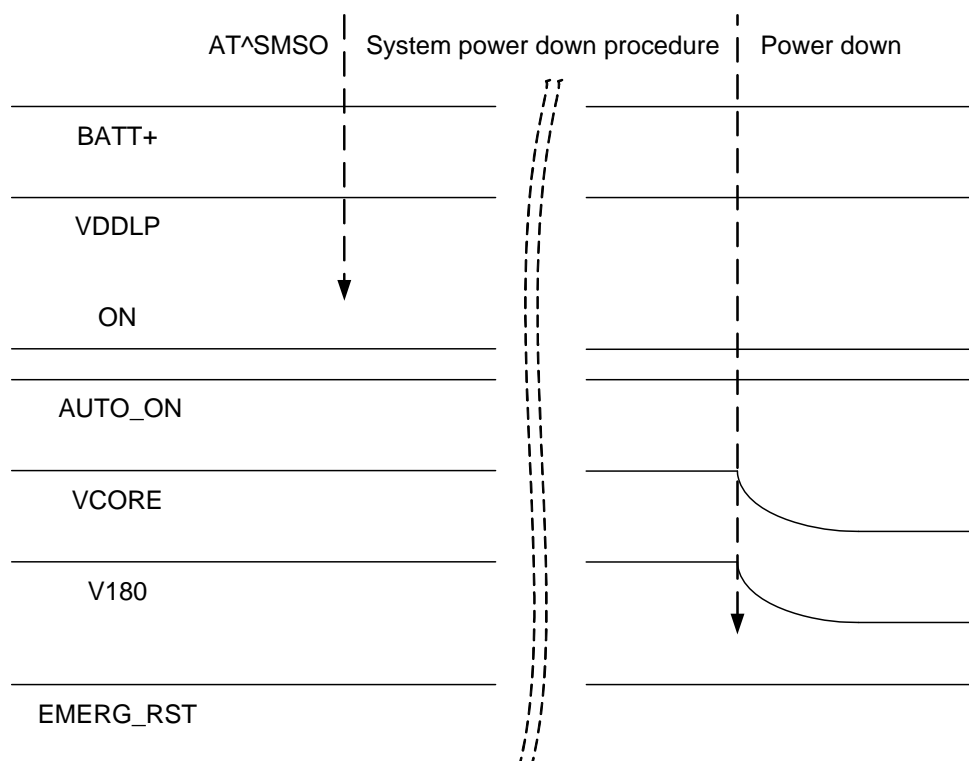 AT^SMSO
System power down procedure
Power down
BATT+
VDDLP
ON
AUTO_ON
VCORE
V180
EMERG_RST